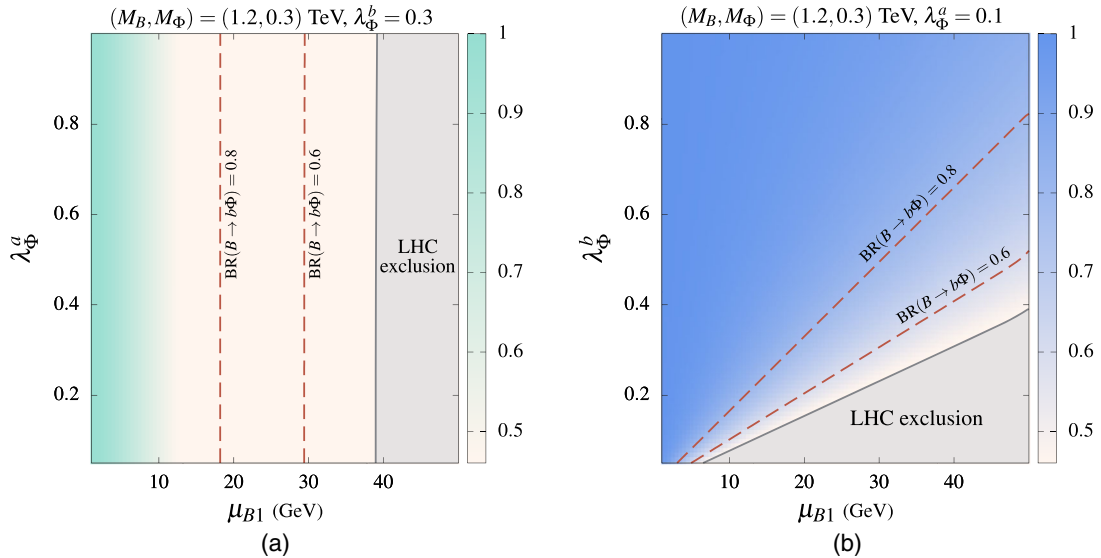 (M_B, M_Φ) = (1.2, 0.3) TeV, λ_Φ^b = 0.3
λ_Φ^a
0.8
0.6
0.4
0.2
BR(B → bΦ) = 0.8
BR(B → bΦ) = 0.6
LHC
exclusion
10 20 30 40
μ_B1 (GeV)
1
0.9
0.8
0.7
0.6
0.5
(a)
(M_B, M_Φ) = (1.2, 0.3) TeV, λ_Φ^a = 0.1
λ_Φ^b
0.8
0.6
0.4
0.2
BR(B → bΦ) = 0.8
BR(B → bΦ) = 0.6
LHC exclusion
10 20 30 40
μ_B1 (GeV)
1
0.9
0.8
0.7
0.6
0.5
(b)